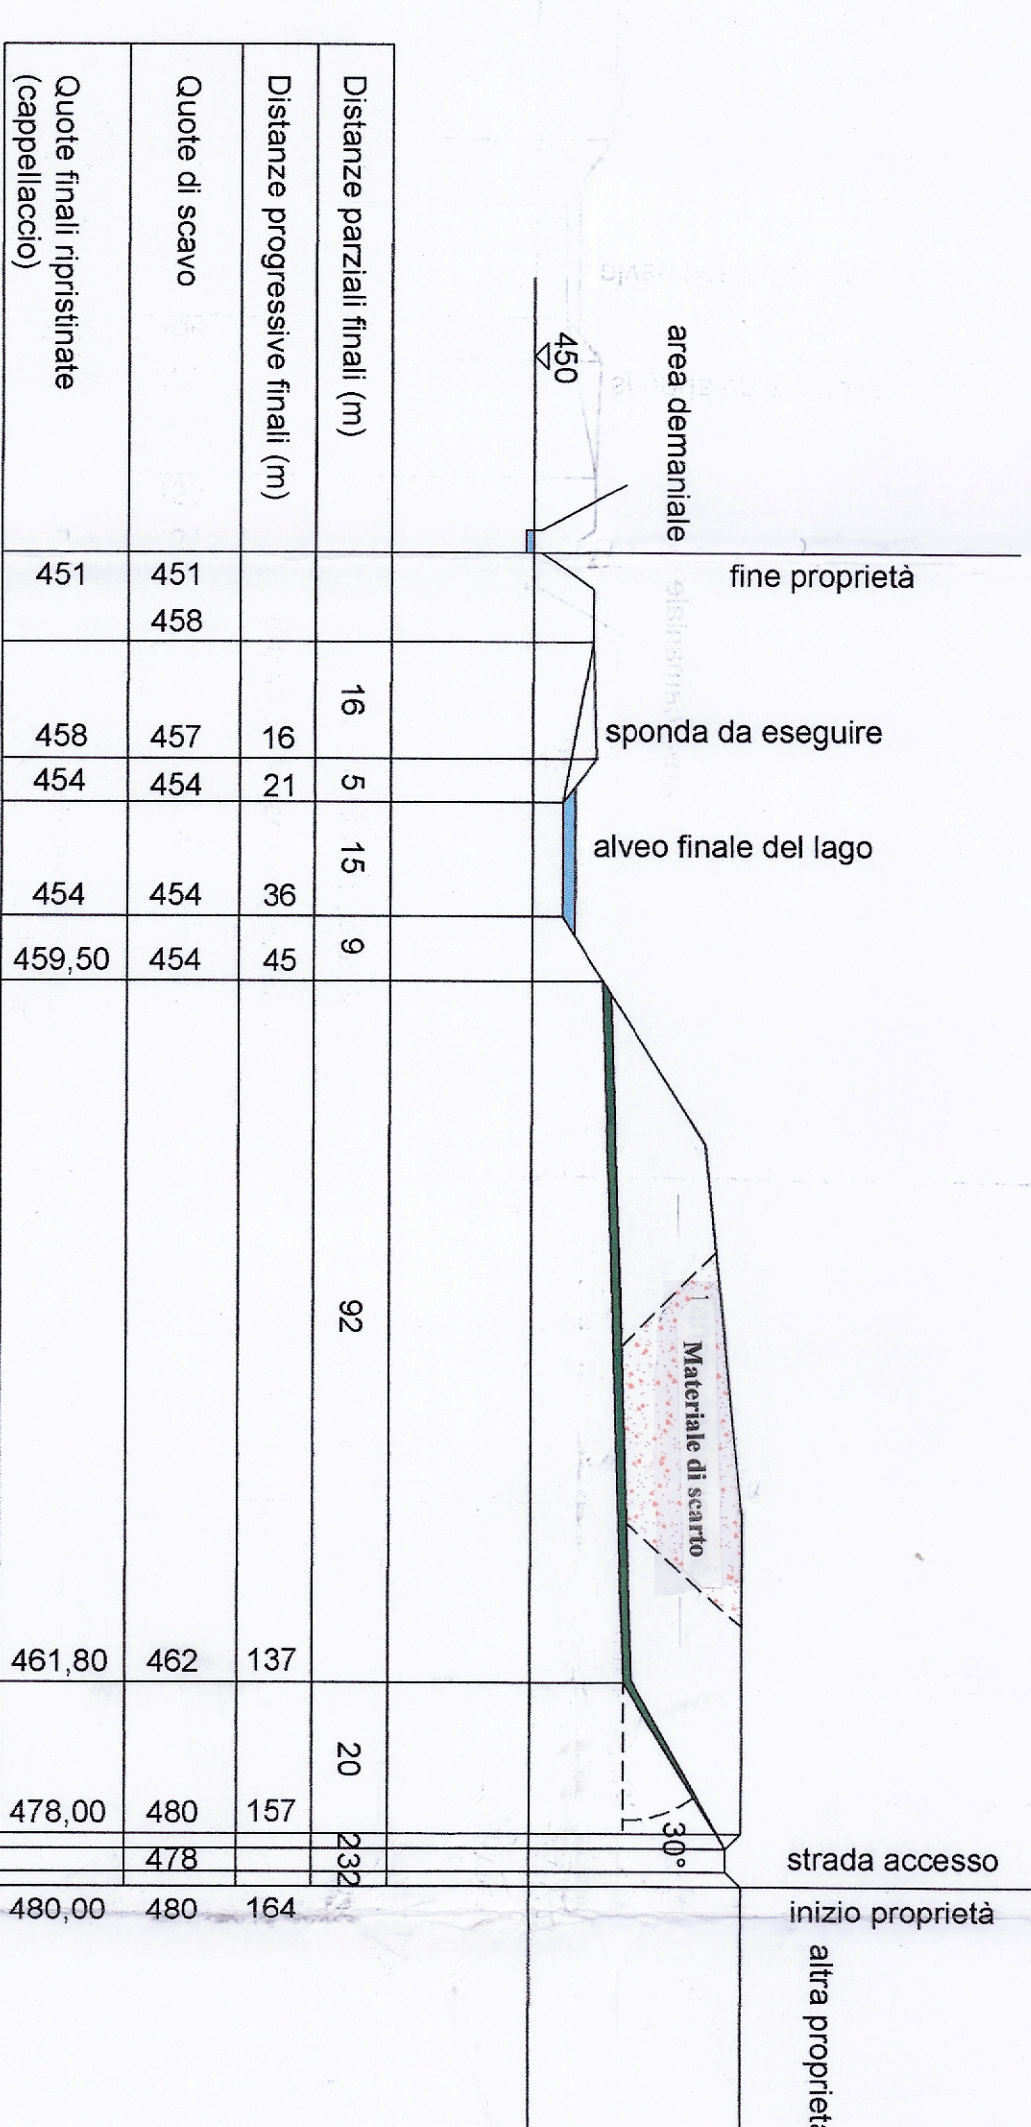 area demaniale
450
fine proprietà
sponda da eseguire
alveo finale del lago
Materiale di scarto
30°
strada accesso
inizio proprietà
altra propriet
Distanze parziali finali (m)
16 5 15 9 92 20 2 3 2
Distanze progressive finali (m)
16 21 36 45 137 157 164
Quote di scavo
451 458 457 454 454 454 462 480 478 480
Quote finali ripristinate
(cappellaccio)
451 458 454 454 459,50 461,80 478,00 480,00